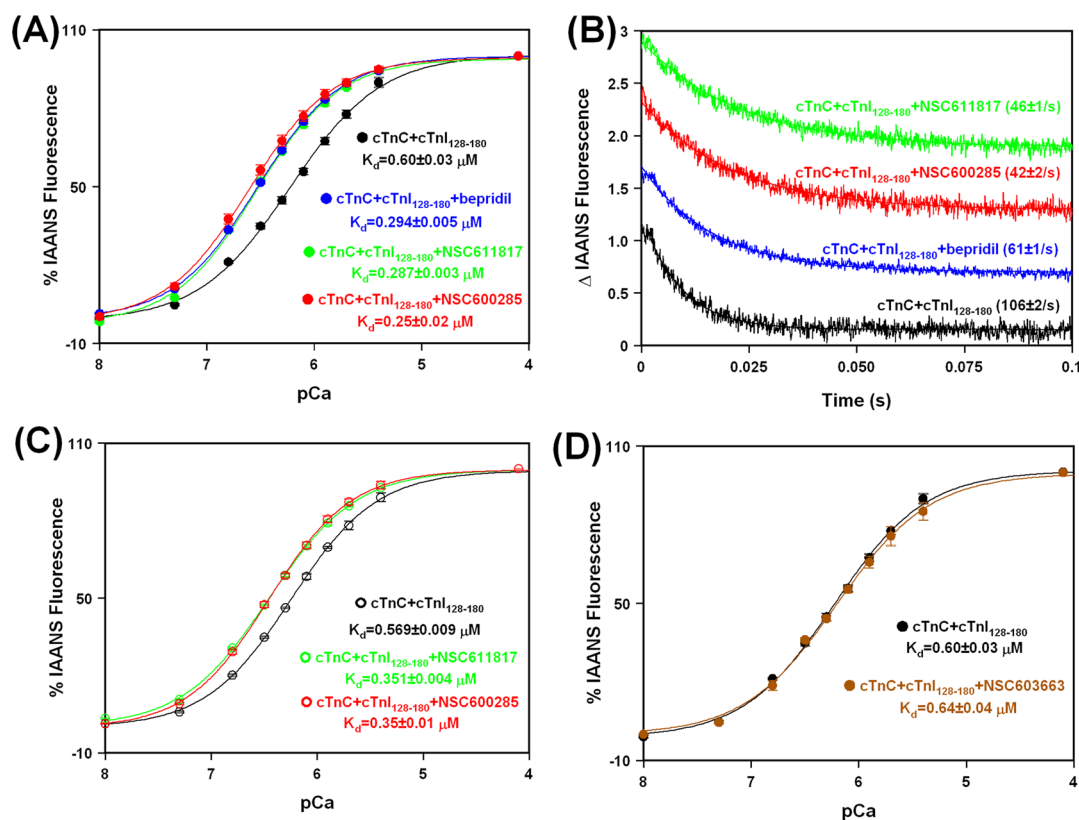 (A)
110
50
-10
% IAANS Fluorescence
8 7 6 5 4
pCa
cTnC+cTnI128-180
Kd=0.60±0.03 µM
cTnC+cTnI128-180+bepridil
Kd=0.294±0.005 µM
cTnC+cTnI128-180+NSC611817
Kd=0.287±0.003 µM
cTnC+cTnI128-180+NSC600285
Kd=0.25±0.02 µM
(B)
3
2.5
2.0
1.5
1.0
0.5
0
Δ IAANS Fluorescence
0 0.025 0.050 0.075 0.1
Time (s)
cTnC+cTnI128-180+NSC611817 (46±1/s)
cTnC+cTnI128-180+NSC600285 (42±2/s)
cTnC+cTnI128-180+bepridil (61±1/s)
cTnC+cTnI128-180 (106±2/s)
(C)
110
50
-10
% IAANS Fluorescence
8 7 6 5 4
pCa
cTnC+cTnI128-180
Kd=0.569±0.009 µM
cTnC+cTnI128-180+NSC611817
Kd=0.351±0.004 µM
cTnC+cTnI128-180+NSC600285
Kd=0.35±0.01 µM
(D)
110
50
-10
% IAANS Fluorescence
8 7 6 5 4
pCa
cTnC+cTnI128-180
Kd=0.60±0.03 µM
cTnC+cTnI128-180+NSC603663
Kd=0.64±0.04 µM